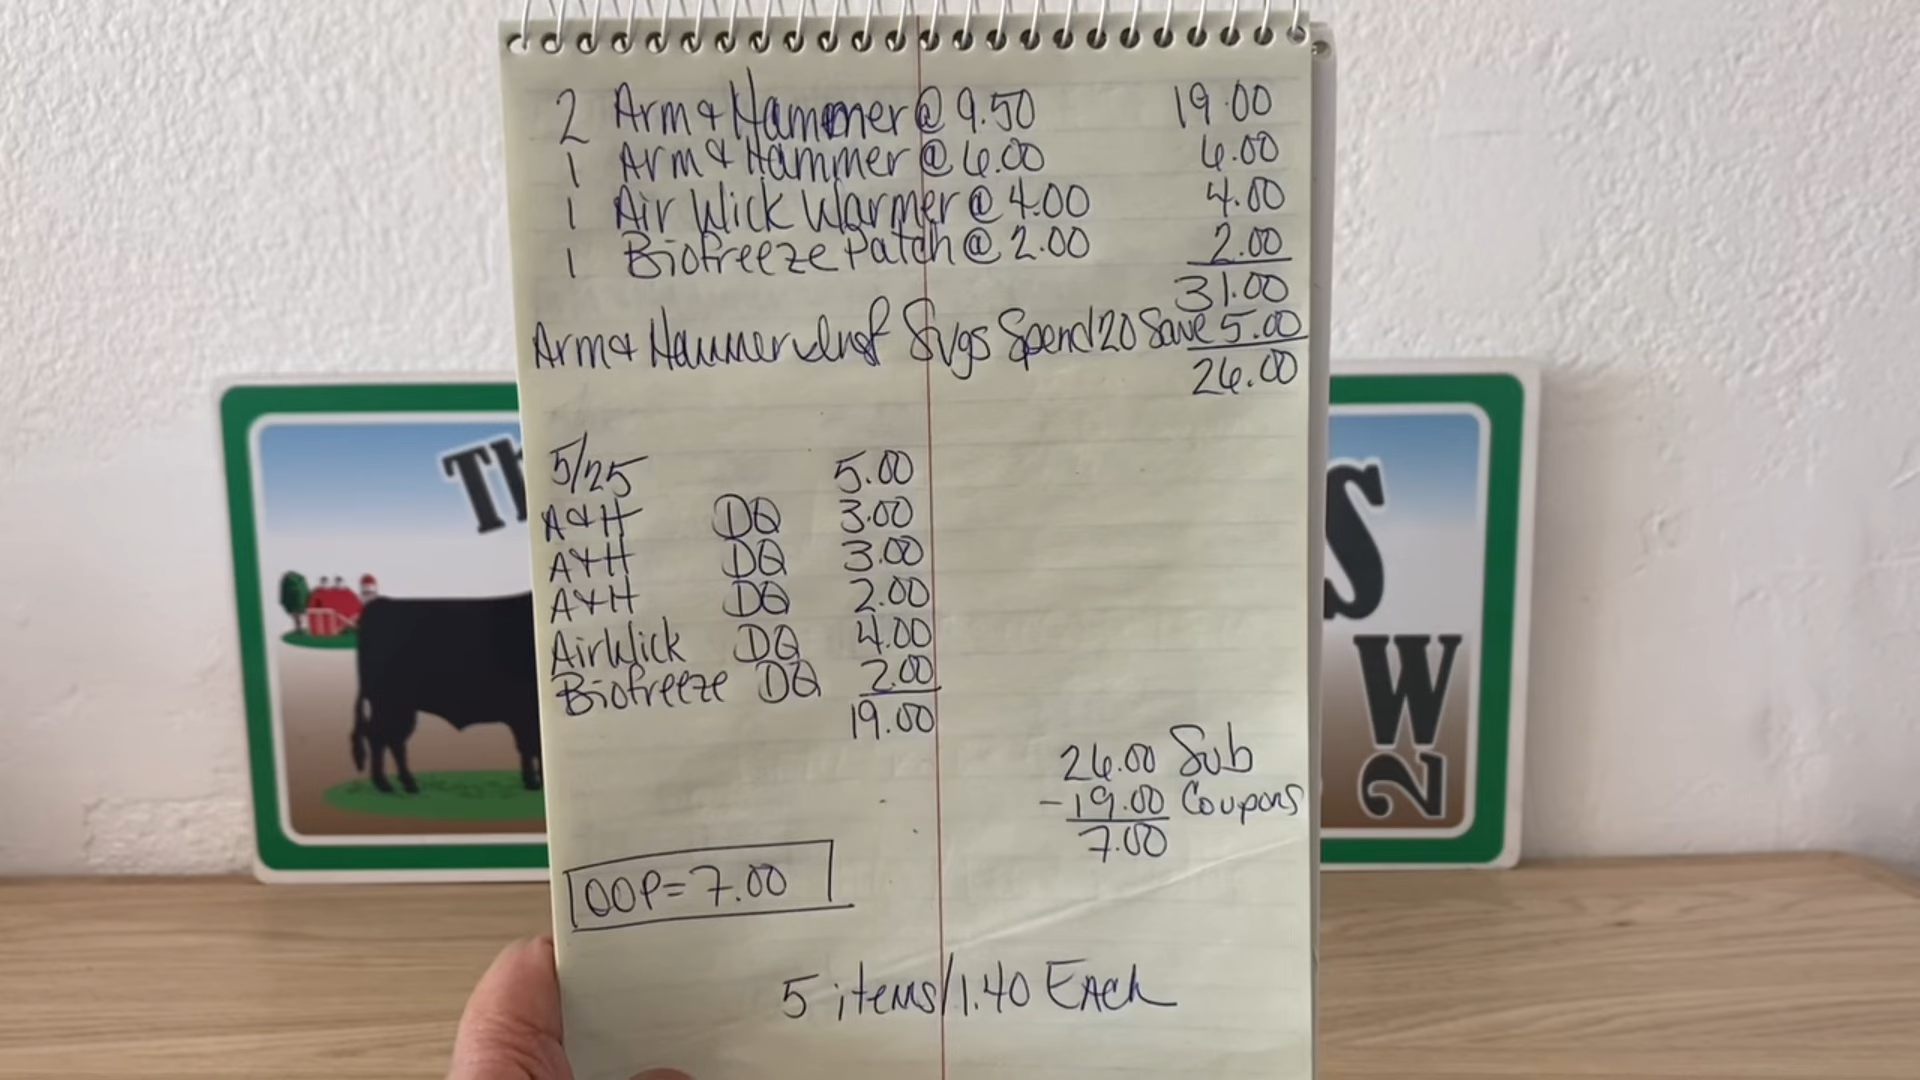 2 Arm & Hammer @ 9.50 19.00
1 Arm & Hammer @ 6.00 6.00
1 Air Wick Warmer @ 4.00 4.00
1 Biofreeze Patch @ 2.00 2.00
31.00
Arm & Hammer Inst Svgs Spend 20 Save 5.00
26.00
5/25 5.00
A&H DQ 3.00
A&H DQ 3.00
A&H DQ 2.00
AirWick DQ 4.00
Biofreeze DQ 2.00
19.00
26.00 Sub
-19.00 Coupons
7.00
OOP=7.00
5 items/1.40 Each
S
W
2